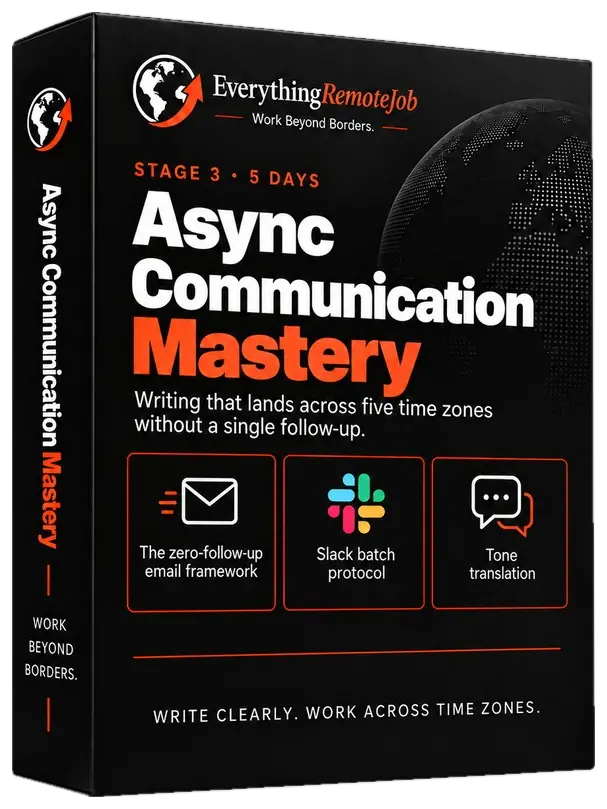 EverythingRemoteJob
Work Beyond Borders.
STAGE 3 • 5 DAYS
Async
Communication
Mastery
Writing that lands across five time zones
without a single follow-up.
The zero-follow-up
email framework
Slack batch
protocol
Tone
translation
WRITE CLEARLY. WORK ACROSS TIME ZONES.
Async Communication Mastery
WORK
BEYOND
BORDERS.